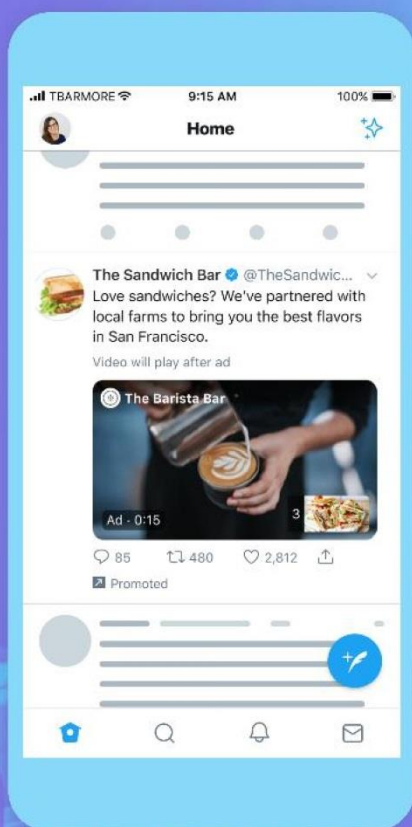 TBARMORE 9:15 AM 100%
Home
The Sandwich Bar @TheSandwic...
Love sandwiches? We've partnered with
local farms to bring you the best flavors
in San Francisco.
Video will play after ad
The Barista Bar
Ad - 0:15 3
85 480 2,812
Promoted